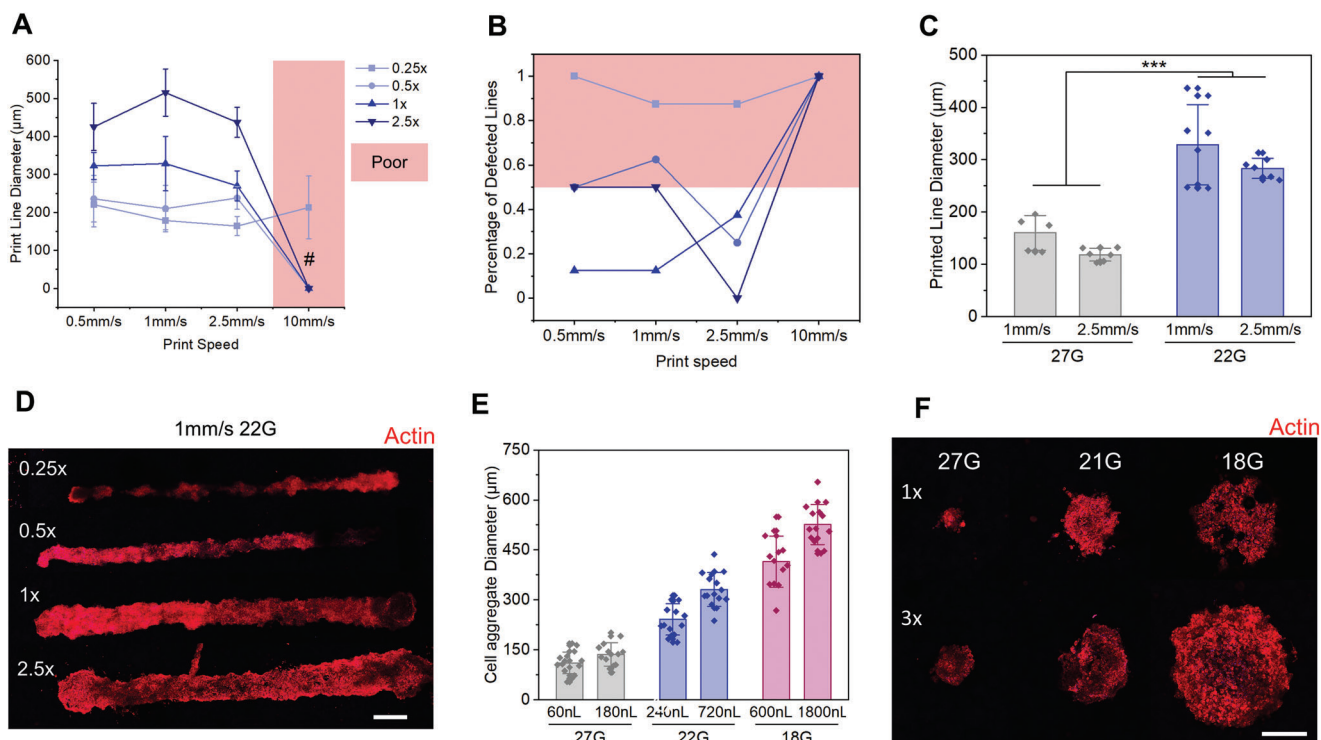 A
600
500
400
300
200
100
0
Print Line Diameter (µm)
0.5mm/s 1mm/s 2.5mm/s 10mm/s
Print Speed
#
0.25x
0.5x
1x
2.5x
Poor
B
1
0.8
0.6
0.4
0.2
0
Percentage of Defected Lines
0.5mm/s 1mm/s 2.5mm/s 10mm/s
Print speed
C
500
400
300
200
100
0
Printed Line Diameter (µm)
***
1mm/s 2.5mm/s 1mm/s 2.5mm/s
27G 22G
D
1mm/s 22G
Actin
0.25x
0.5x
1x
2.5x
E
750
600
450
300
150
0
Cell aggregate Diameter (µm)
60nL 180nL 240nL 720nL 600nL 1800nL
27G 22G 18G
F
Actin
27G 21G 18G
1x
3x